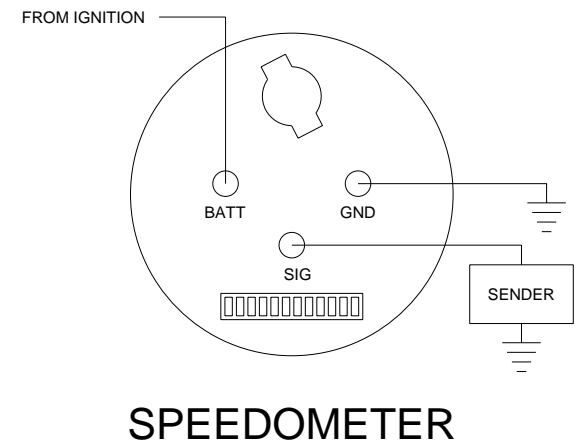 FROM IGNITION
BATT
GND
SIG
SENDER
SPEEDOMETER